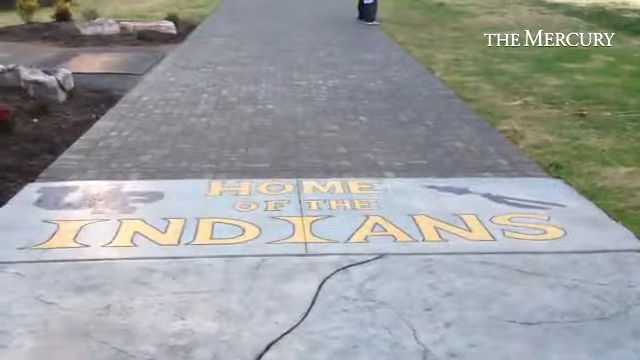 THE MERCURY
HOME
OF THE
INDIANS